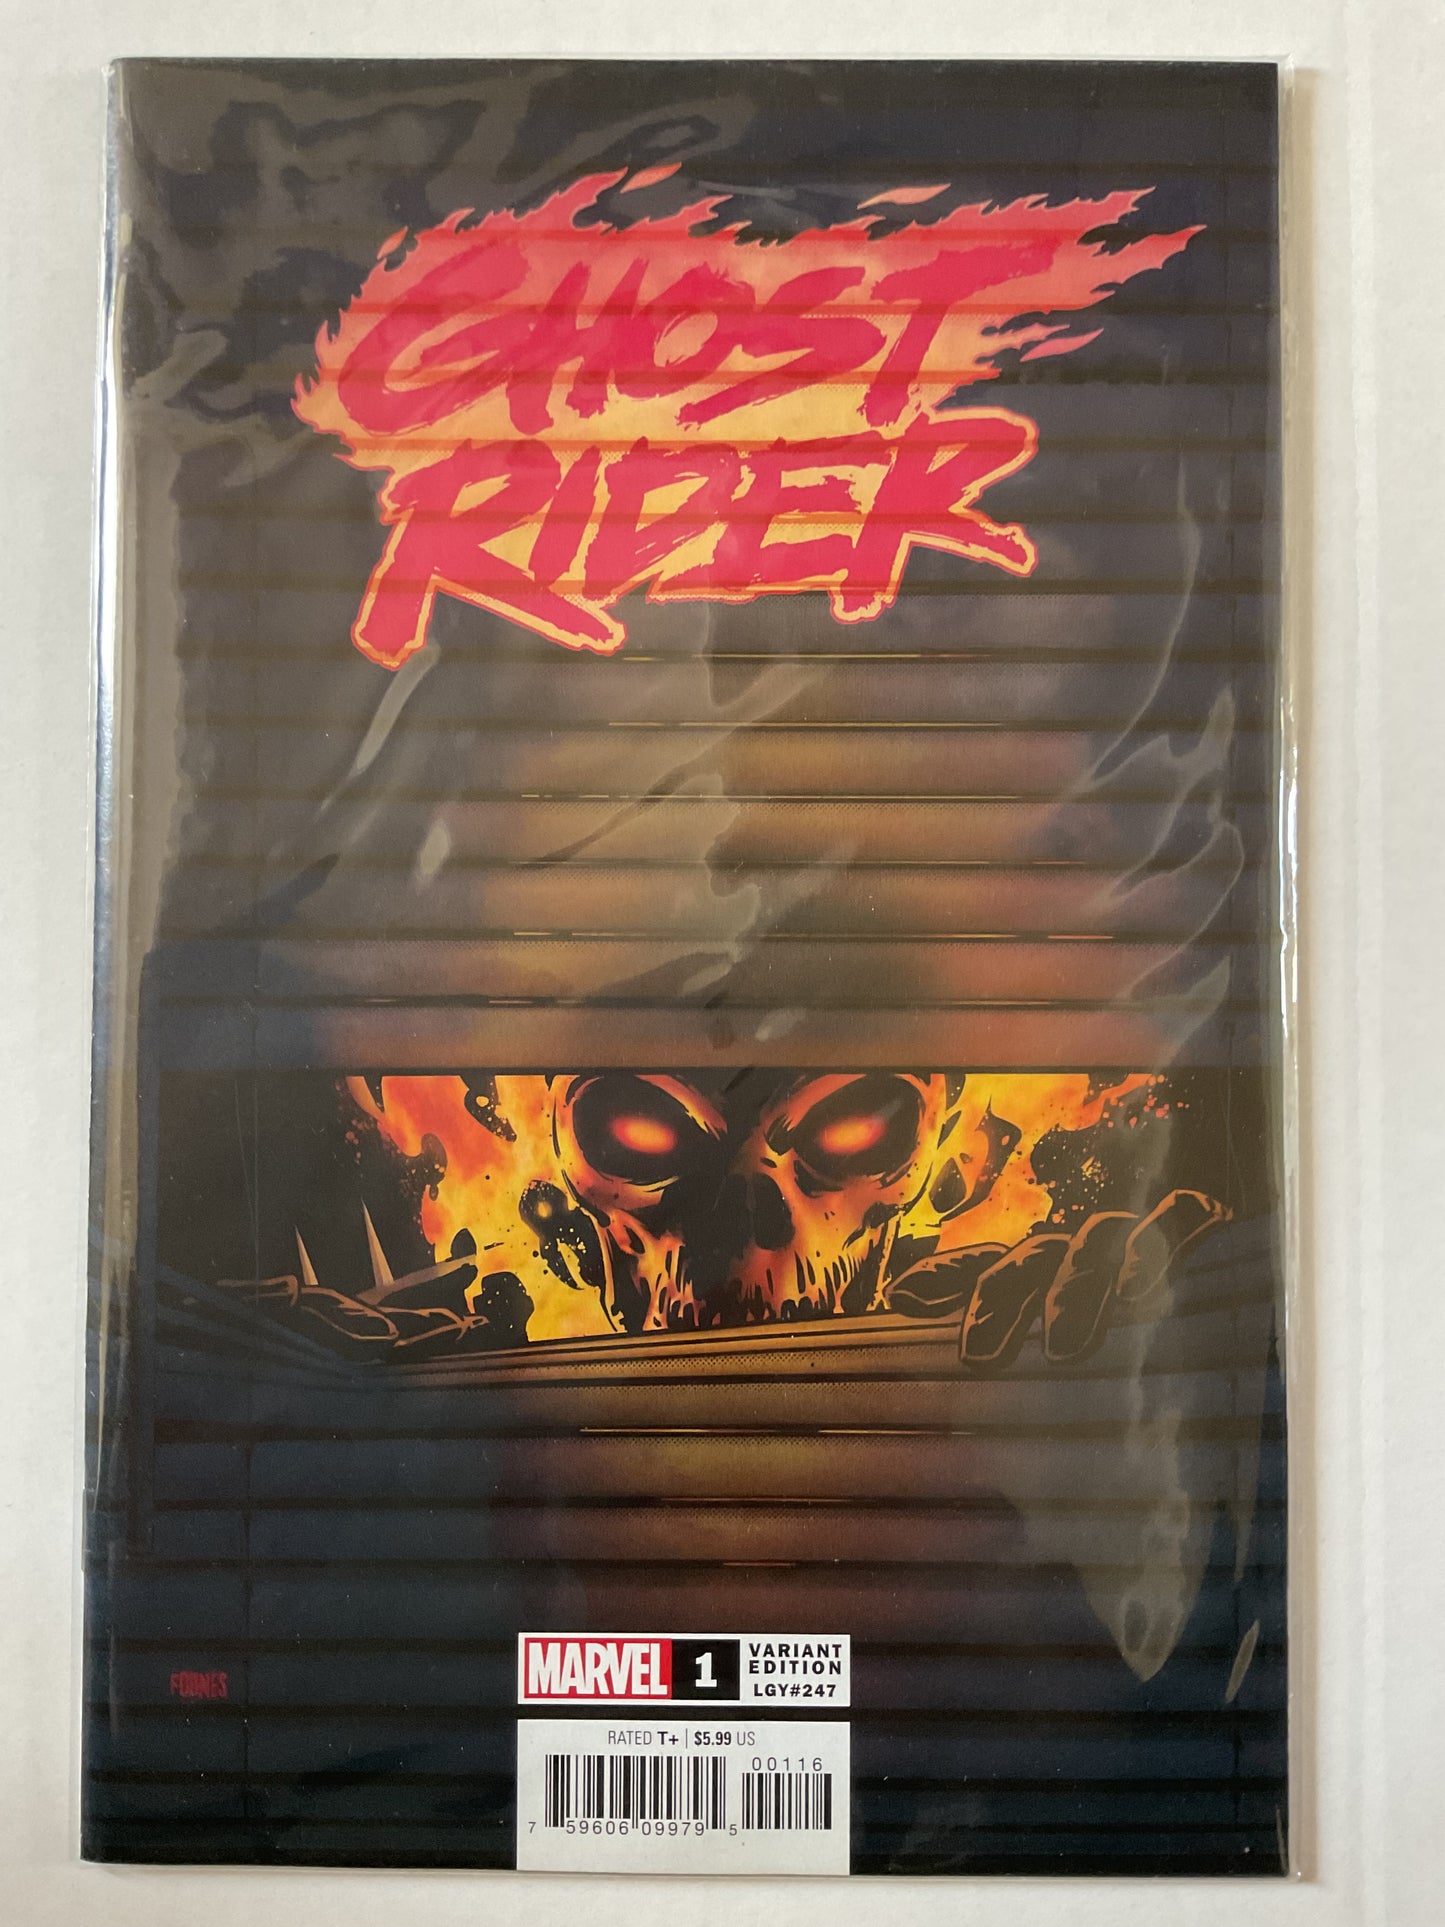 GHOST
RIDER
MARVEL 1 VARIANT
EDITION
LGY#247
FORNES
RATED T+ | $5.99 US
00116
7 59606 09979 5